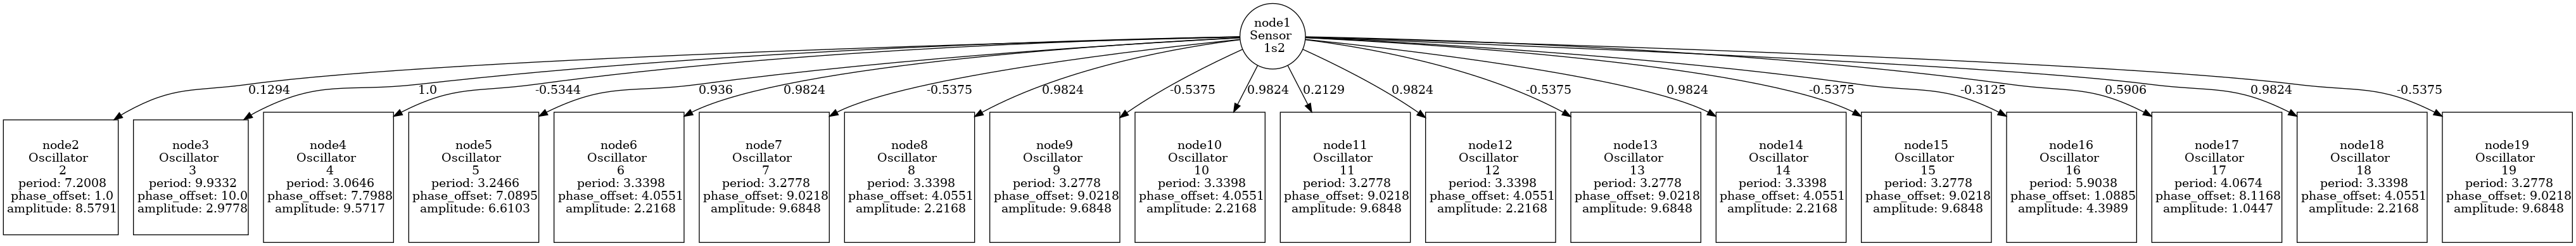 node1
Sensor
1s2
0.1294
1.0
-0.5344
0.936
0.9824
-0.5375
0.9824
-0.5375
0.9824
0.2129
0.9824
-0.5375
0.9824
-0.5375
-0.3125
0.5906
0.9824
-0.5375
node2
Oscillator
2
period: 7.2008
phase_offset: 1.0
amplitude: 8.5791
node3
Oscillator
3
period: 9.9332
phase_offset: 10.0
amplitude: 2.9778
node4
Oscillator
4
period: 3.0646
phase_offset: 7.7988
amplitude: 9.5717
node5
Oscillator
5
period: 3.2466
phase_offset: 7.0895
amplitude: 6.6103
node6
Oscillator
6
period: 3.3398
phase_offset: 4.0551
amplitude: 2.2168
node7
Oscillator
7
period: 3.2778
phase_offset: 9.0218
amplitude: 9.6848
node8
Oscillator
8
period: 3.3398
phase_offset: 4.0551
amplitude: 2.2168
node9
Oscillator
9
period: 3.2778
phase_offset: 9.0218
amplitude: 9.6848
node10
Oscillator
10
period: 3.3398
phase_offset: 4.0551
amplitude: 2.2168
node11
Oscillator
11
period: 3.2778
phase_offset: 9.0218
amplitude: 9.6848
node12
Oscillator
12
period: 3.3398
phase_offset: 4.0551
amplitude: 2.2168
node13
Oscillator
13
period: 3.2778
phase_offset: 9.0218
amplitude: 9.6848
node14
Oscillator
14
period: 3.3398
phase_offset: 4.0551
amplitude: 2.2168
node15
Oscillator
15
period: 3.2778
phase_offset: 9.0218
amplitude: 9.6848
node16
Oscillator
16
period: 5.9038
phase_offset: 1.0885
amplitude: 4.3989
node17
Oscillator
17
period: 4.0674
phase_offset: 8.1168
amplitude: 1.0447
node18
Oscillator
18
period: 3.3398
phase_offset: 4.0551
amplitude: 2.2168
node19
Oscillator
19
period: 3.2778
phase_offset: 9.0218
amplitude: 9.6848